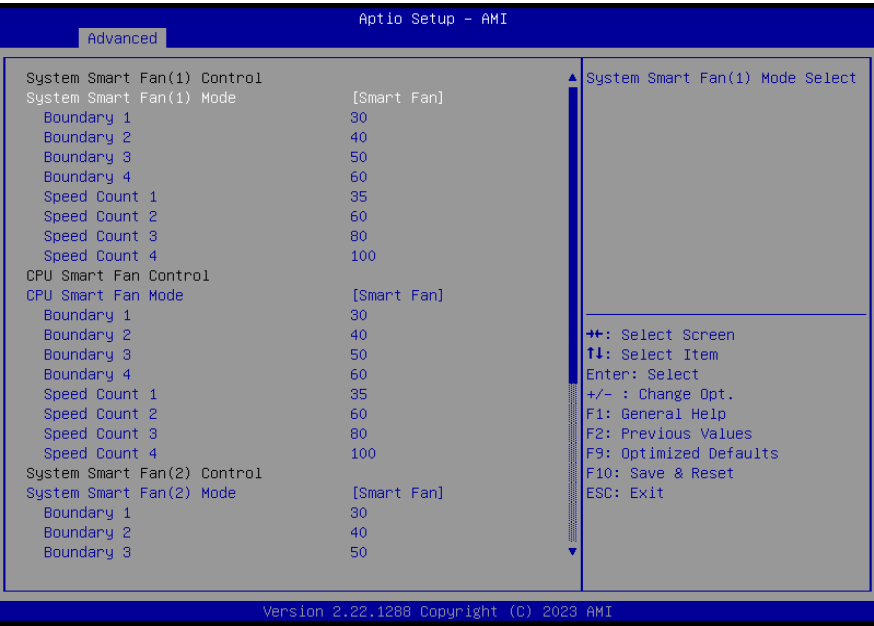 Aptio Setup – AMI
Advanced
System Smart Fan(1) Control
System Smart Fan(1) Mode [Smart Fan]
Boundary 1 30
Boundary 2 40
Boundary 3 50
Boundary 4 60
Speed Count 1 35
Speed Count 2 60
Speed Count 3 80
Speed Count 4 100
CPU Smart Fan Control
CPU Smart Fan Mode [Smart Fan]
Boundary 1 30
Boundary 2 40
Boundary 3 50
Boundary 4 60
Speed Count 1 35
Speed Count 2 60
Speed Count 3 80
Speed Count 4 100
System Smart Fan(2) Control
System Smart Fan(2) Mode [Smart Fan]
Boundary 1 30
Boundary 2 40
Boundary 3 50
System Smart Fan(1) Mode Select
→←: Select Screen
↑↓: Select Item
Enter: Select
+/- : Change Opt.
F1: General Help
F2: Previous Values
F9: Optimized Defaults
F10: Save & Reset
ESC: Exit
Version 2.22.1288 Copyright (C) 2023 AMI